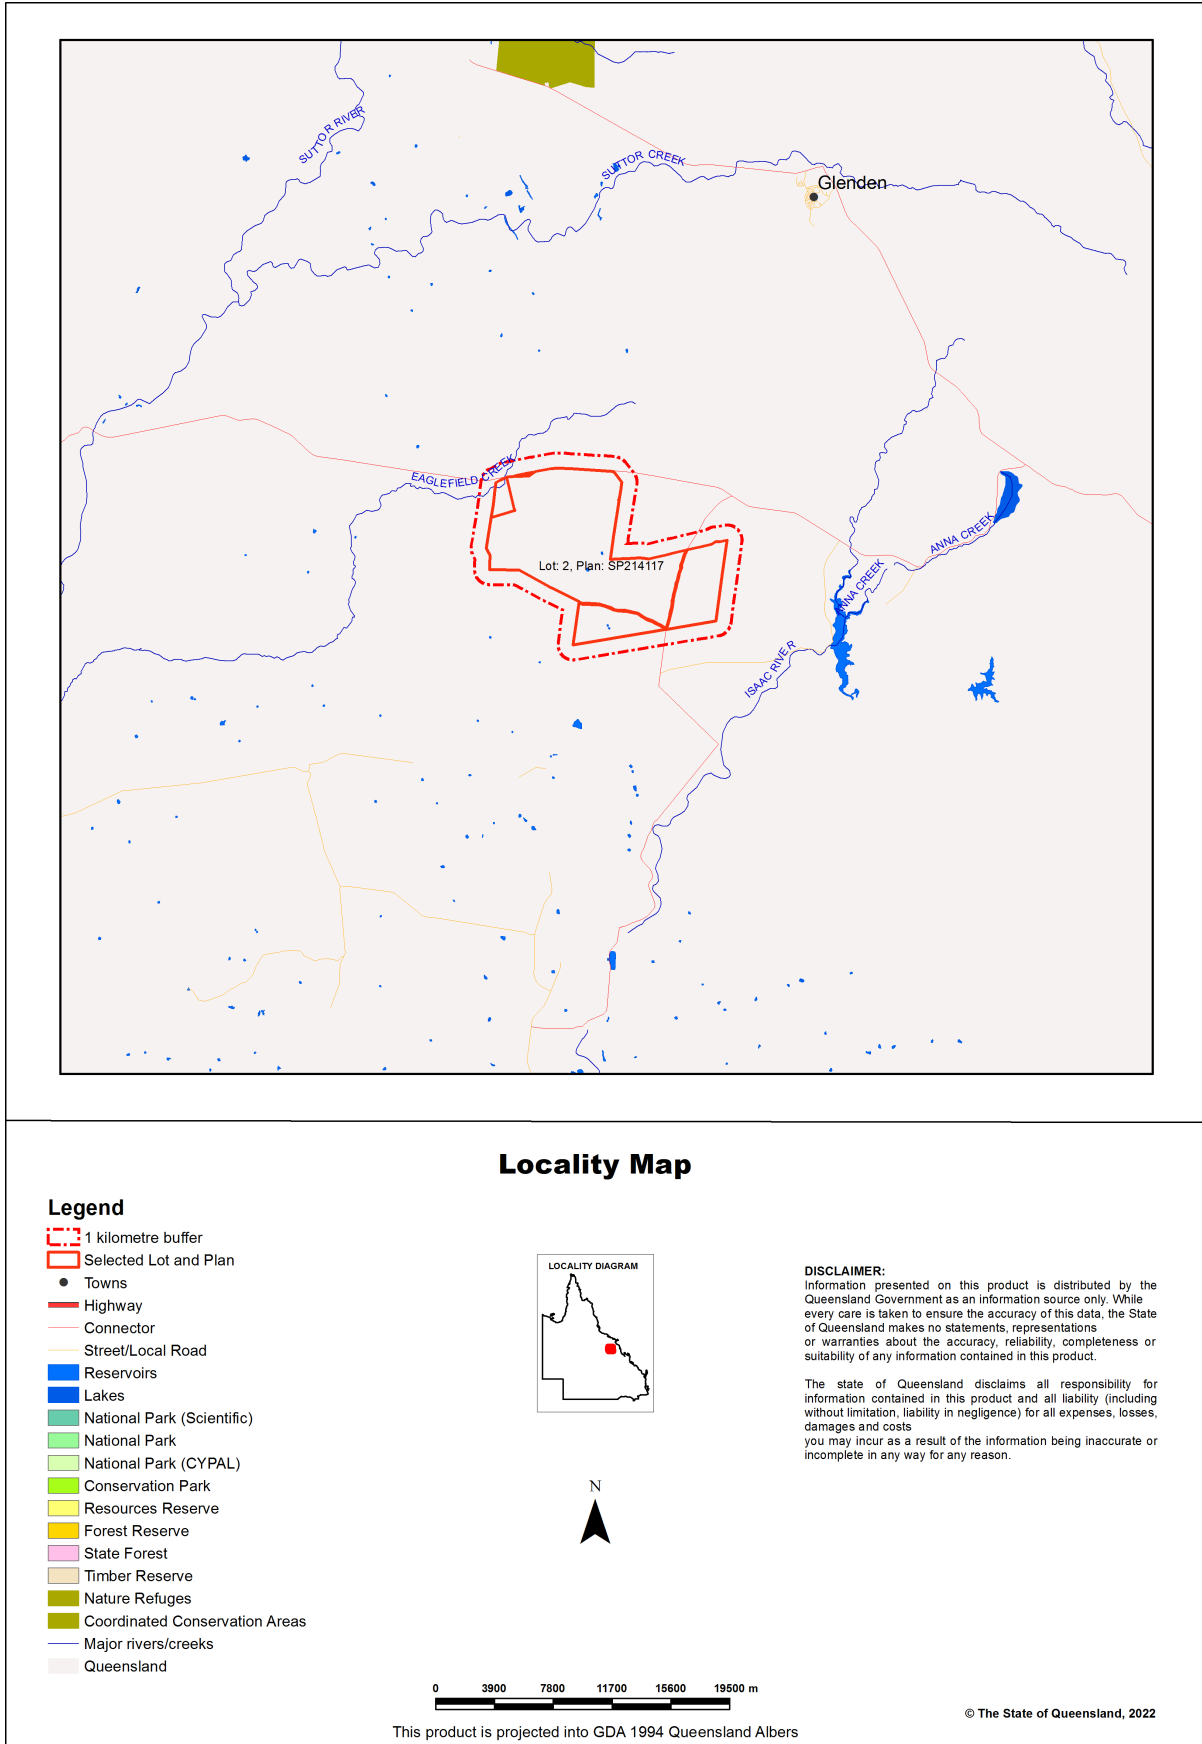 SUTTOR RIVER
SUTTOR CREEK
Glenden
EAGLEFIELD CREEK
ANNA CREEK
Lot: 2, Plan: SP214117
ANNA CREEK
ISAAC RIVER
Locality Map
Legend
1 kilometre buffer
Selected Lot and Plan
Towns
Highway
Connector
Street/Local Road
Reservoirs
Lakes
National Park (Scientific)
National Park
National Park (CYPAL)
Conservation Park
Resources Reserve
Forest Reserve
State Forest
Timber Reserve
Nature Refuges
Coordinated Conservation Areas
Major rivers/creeks
Queensland
LOCALITY DIAGRAM
N
DISCLAIMER:
Information presented on this product is distributed by the
Queensland Government as an information source only. While
every care is taken to ensure the accuracy of this data, the State
of Queensland makes no statements, representations
or warranties about the accuracy, reliability, completeness or
suitability of any information contained in this product.
The state of Queensland disclaims all responsibility for
information contained in this product and all liability (including
without limitation, liability in negligence) for all expenses, losses,
damages and costs
you may incur as a result of the information being inaccurate or
incomplete in any way for any reason.
0 3900 7800 11700 15600 19500 m
This product is projected into GDA 1994 Queensland Albers
© The State of Queensland, 2022